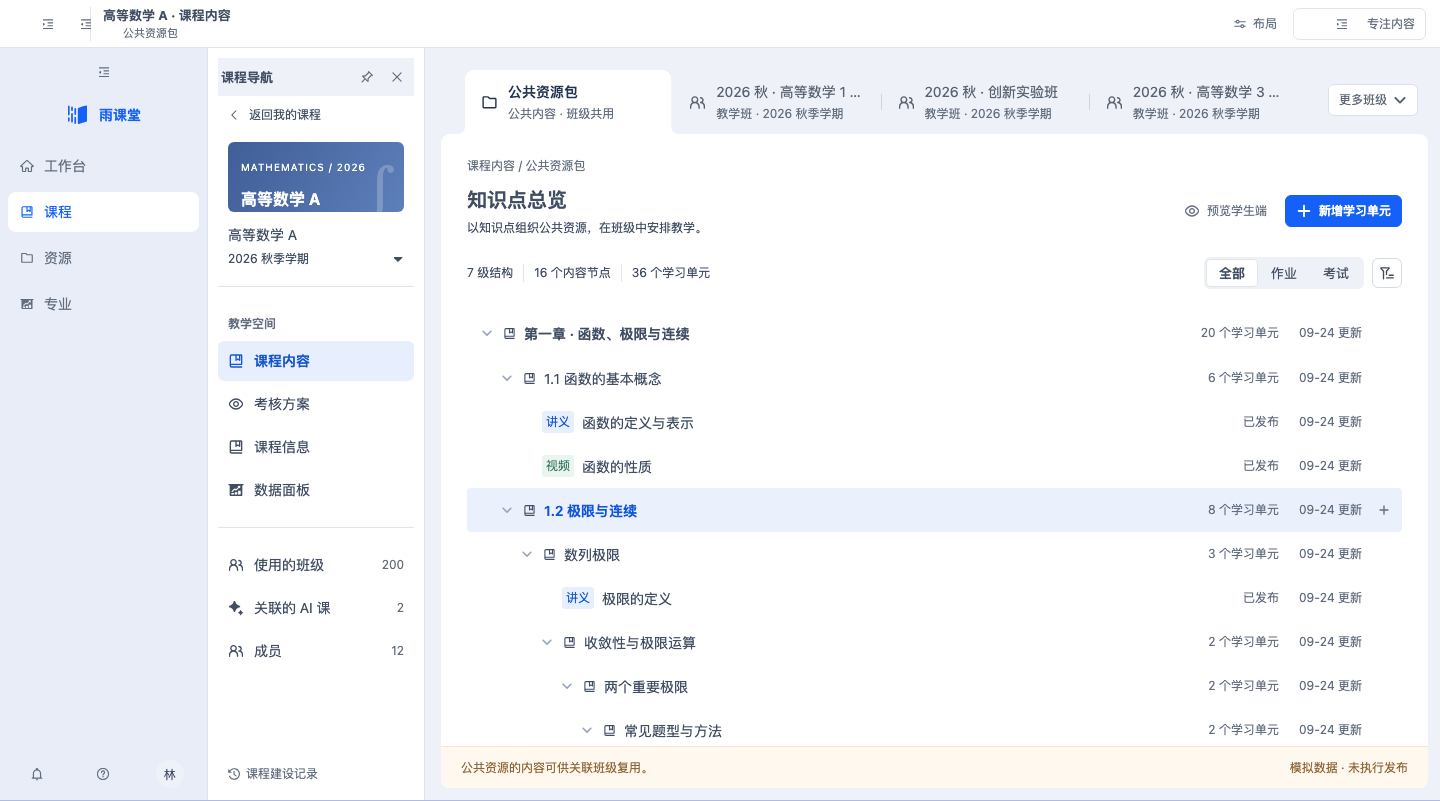 高等数学 A · 课程内容
公共资源包
布局
专注内容
雨课堂
工作台
课程
资源
专业
林
课程导航
返回我的课程
MATHEMATICS / 2026
高等数学 A
高等数学 A
2026 秋季学期
教学空间
课程内容
考核方案
课程信息
数据面板
使用的班级 200
关联的 AI 课 2
成员 12
课程建设记录
公共资源包
公共内容 · 班级共用
2026 秋 · 高等数学 1 ...
教学班 · 2026 秋季学期
2026 秋 · 创新实验班
教学班 · 2026 秋季学期
2026 秋 · 高等数学 3 ...
教学班 · 2026 秋季学期
更多班级
课程内容 / 公共资源包
知识点总览
以知识点组织公共资源，在班级中安排教学。
预览学生端
新增学习单元
7 级结构 16 个内容节点 36 个学习单元
全部 作业 考试
第一章 · 函数、极限与连续 20 个学习单元 09-24 更新
1.1 函数的基本概念 6 个学习单元 09-24 更新
讲义 函数的定义与表示 已发布 09-24 更新
视频 函数的性质 已发布 09-24 更新
1.2 极限与连续 8 个学习单元 09-24 更新
数列极限 3 个学习单元 09-24 更新
讲义 极限的定义 已发布 09-24 更新
收敛性与极限运算 2 个学习单元 09-24 更新
两个重要极限 2 个学习单元 09-24 更新
常见题型与方法 2 个学习单元 09-24 更新
公共资源的内容可供关联班级复用。 模拟数据 · 未执行发布